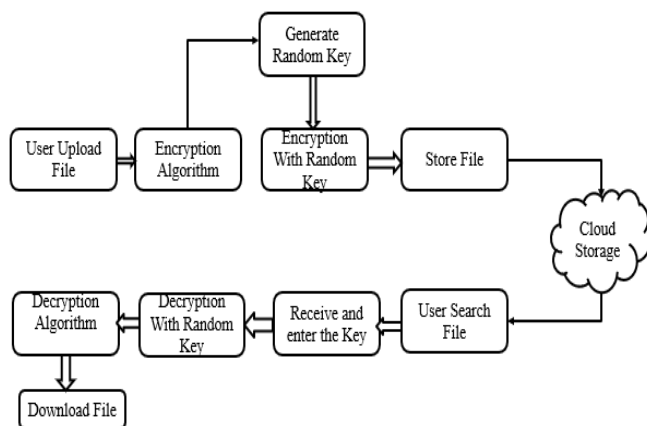 Generate
Random Key
User Upload
File
Encryption
Algorithm
Encryption
With Random
Key
Store File
Cloud
Storage
Decryption
Algorithm
Decryption
With Random
Key
Receive and
enter the Key
User Search
File
Download File